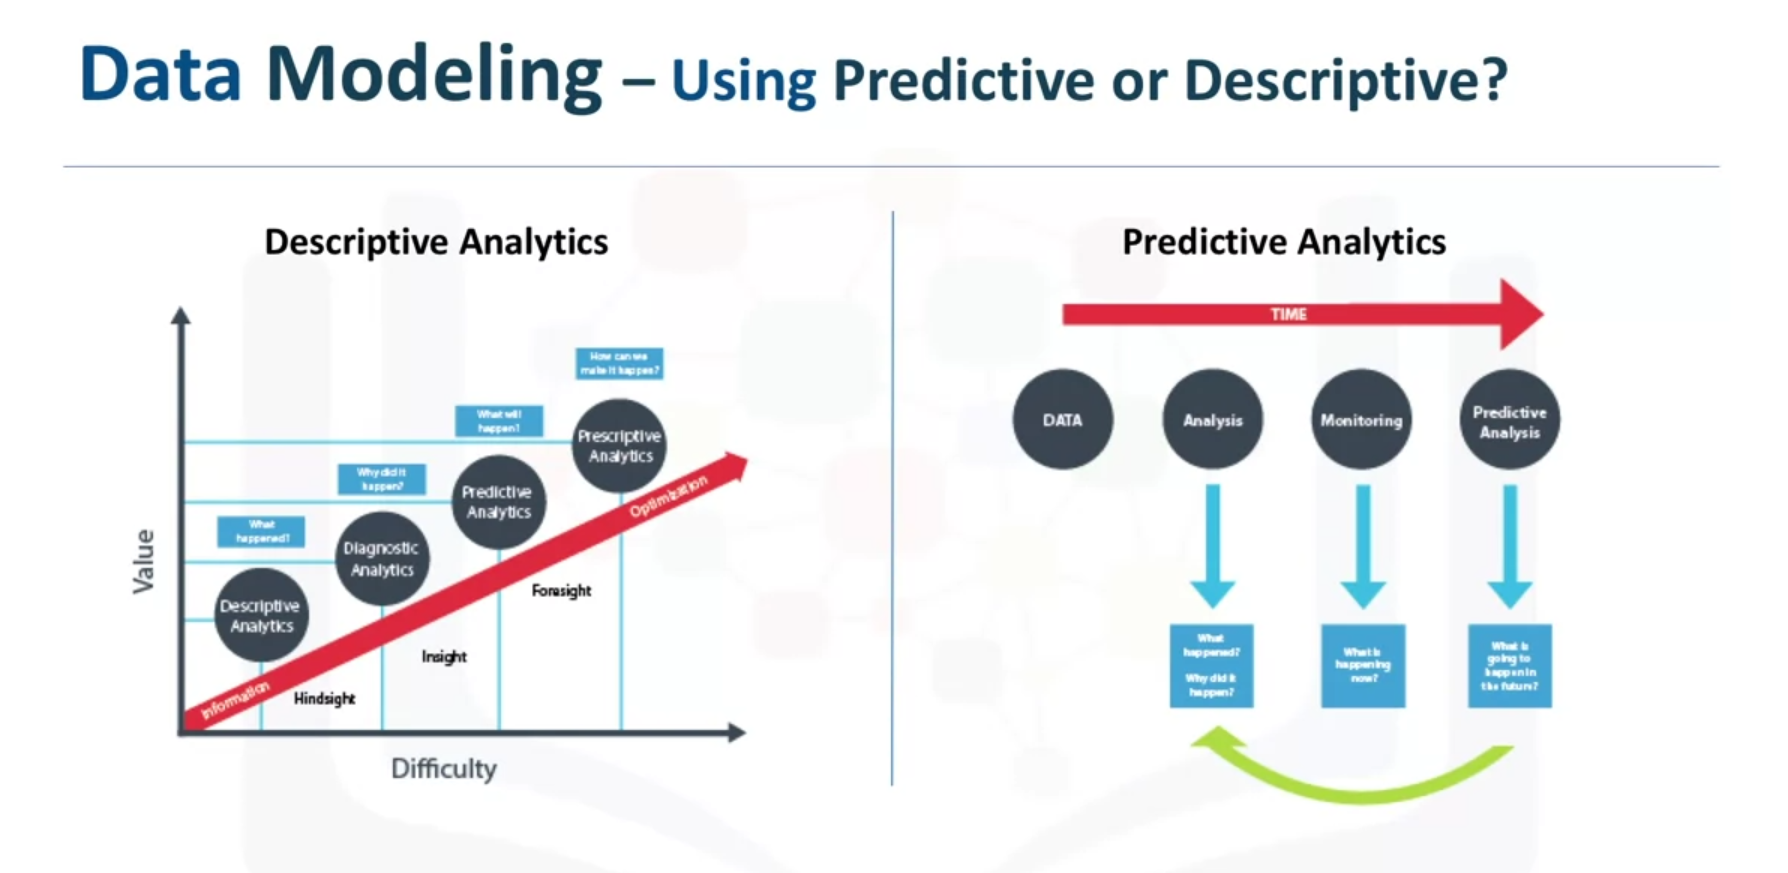 Data Modeling – Using Predictive or Descriptive?
Descriptive Analytics
How can we
make it happen?
What will
happen?
Prescriptive
Analytics
Why did it
happen?
Predictive
Analytics
Optimization
What
happened?
Diagnostic
Analytics
Value
Foresight
Descriptive
Analytics
Insight
Information
Hindsight
Difficulty
Predictive Analytics
TIME
DATA
Analysis
Monitoring
Predictive
Analysis
What
happened?
Why did it
happen?
What is
happening
now?
What is
going to
happen in
the future?